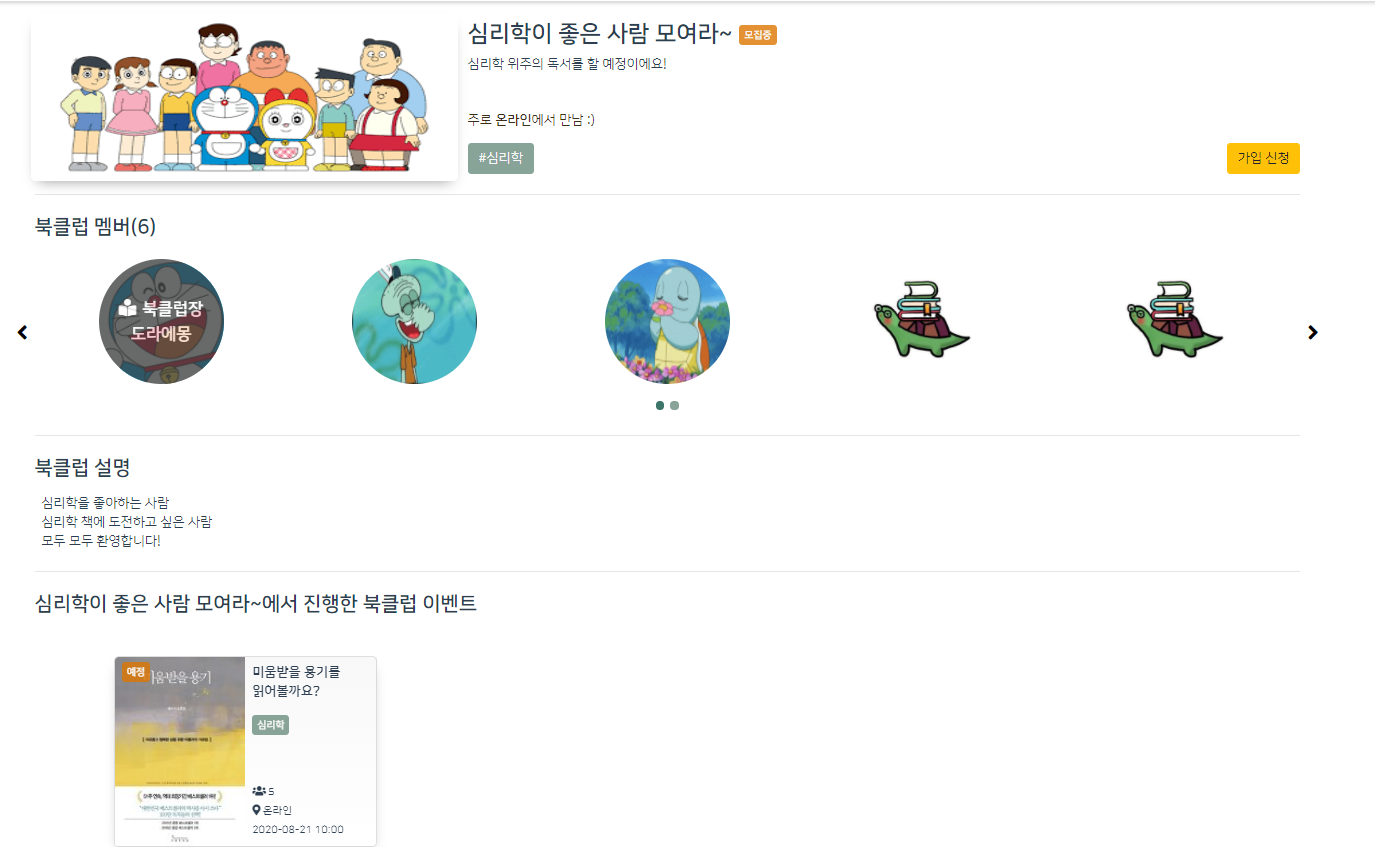 심리학이 좋은 사람 모여라~ 모집중
심리학 위주의 독서를 할 예정이에요!
주로 온라인에서 만남 :)
#심리학
가입 신청
북클럽 멤버(6)
북클럽장
도라에몽
북클럽 설명
심리학을 좋아하는 사람
심리학 책에 도전하고 싶은 사람
모두 모두 환영합니다!
심리학이 좋은 사람 모여라~에서 진행한 북클럽 이벤트
예정
움받을 용기
미움받을 용기를
읽어볼까요?
심리학
5
온라인
2020-08-21 10:00